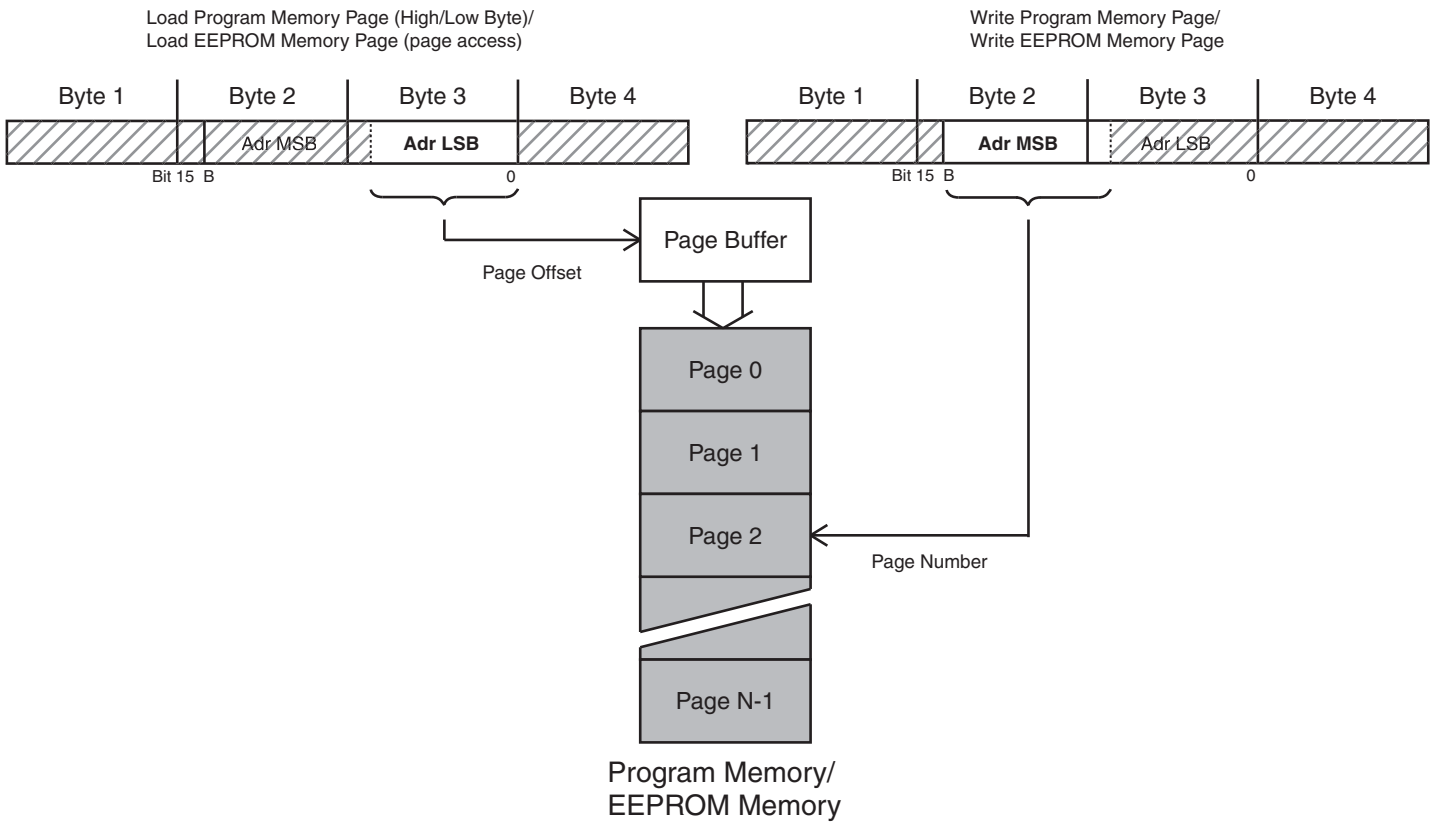 Load Program Memory Page (High/Low Byte)/
Load EEPROM Memory Page (page access)
Byte 1 Byte 2 Byte 3 Byte 4
Adr MSB Adr LSB
Bit 15 B 0
Write Program Memory Page/
Write EEPROM Memory Page
Byte 1 Byte 2 Byte 3 Byte 4
Adr MSB Adr LSB
Bit 15 B 0
Page Buffer
Page Offset
Page 0
Page 1
Page 2
Page Number
Page N-1
Program Memory/
EEPROM Memory